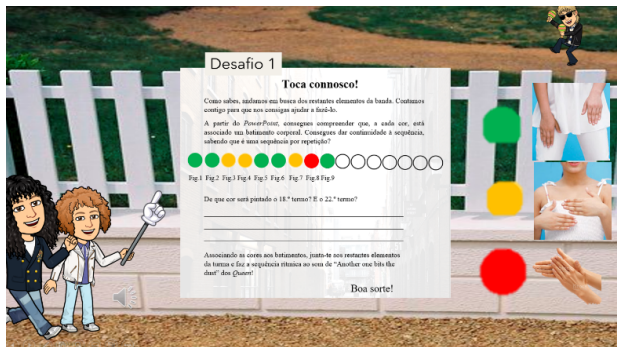 Desafio 1
Toca connosco!
Como sabes, andamos em busca dos restantes elementos da banda. Contamos
contigo para que nos consigas ajudar a fazê-lo.
A partir do PowerPoint, consegues compreender que, a cada cor, está
associado um batimento corporal. Consegues dar continuidade à sequência,
sabendo que é uma sequência por repetição?
Fig.1 Fig.2 Fig.3 Fig.4 Fig.5 Fig.6 Fig.7 Fig.8 Fig.9
De que cor será pintado o 18.º termo? E o 22.º termo?
Associando as cores aos batimentos, junta-te aos restantes elementos
da turma e faz a sequência rítmica ao som de "Another one bits the
dust" dos Queen!
Boa sorte!